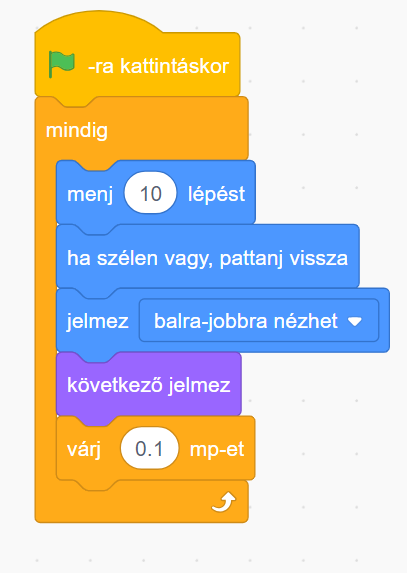 -ra kattintáskor
mindig
menj 10 lépést
ha szélen vagy, pattanj vissza
jelmez balra-jobbra nézhet
következő jelmez
várj 0.1 mp-et